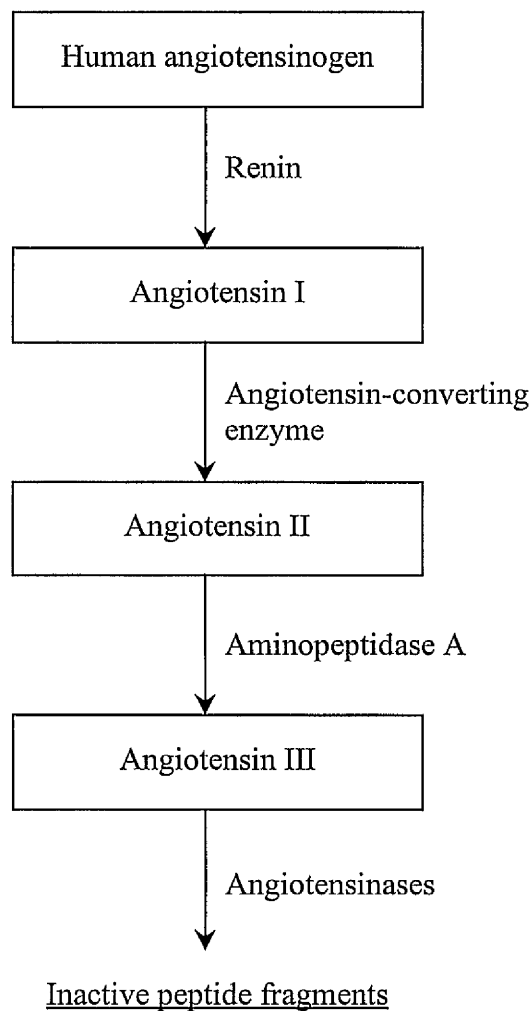 Human angiotensinogen
Renin
Angiotensin I
Angiotensin-converting
enzyme
Angiotensin II
Aminopeptidase A
Angiotensin III
Angiotensinases
Inactive peptide fragments